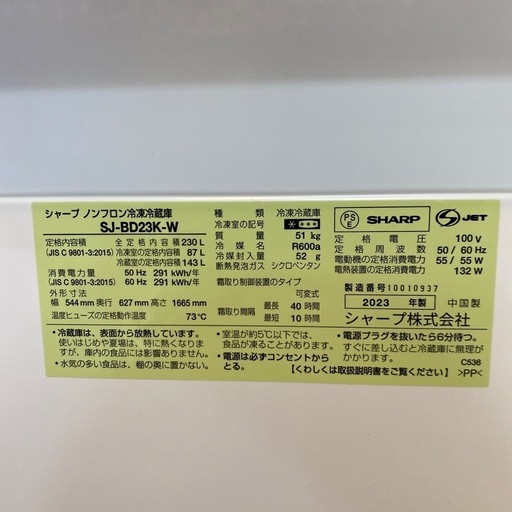 シャープ ノンフロン冷凍冷蔵庫
SJ-BD23K-W
定格内容積 全定格内容積 230 L
(JIS C 9801-3:2015) 冷凍室の定格内容積 87 L
冷蔵室の定格内容積 143 L
消費電力量 50 Hz 291 kWh/年
(JIS C 9801-3:2015) 60 Hz 291 kWh/年
外形寸法
幅 544 mm 奥行 627 mm 高さ 1665 mm
温度ヒューズの定格動作温度 73℃
種類 冷凍冷蔵庫
冷凍室の記号
質量 51 kg
冷媒 R600a
冷媒封入量 52 g
断熱発泡ガス シクロペンタン
霜取り制御装置のタイプ
可変式
霜取り間隔 最長 40 時間
最短 10 時間
PSE SHARP S JET
定格電圧 100 V
定格周波数 50 / 60 Hz
電動機の定格消費電力 55 / 55 W
電熱装置の定格消費電力 132 W
製造番号 10010937
2023 年製 中国製
シャープ株式会社
・冷蔵庫は、表面から放熱しています。
使いはじめや夏場は、特に熱くなりま
すが、庫内の食品には影響ありません。
・水気の多い食品は、棚の奥に置かない。
・室温が約5℃以下では、
食品が凍ることがあります。
・電源は必ずコンセントから
とる。
・電源プラグを抜いたら6分待つ。
すぐに差し込むと冷蔵庫に無理が
かかります。
【くわしくは取扱説明書をご覧ください】
C536
>PP<